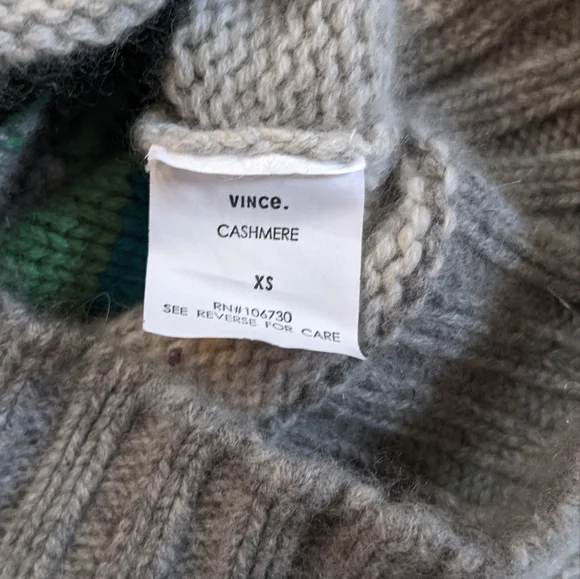 VINCe.
CASHMERE
XS
RN#106730
SEE REVERSE FOR CARE